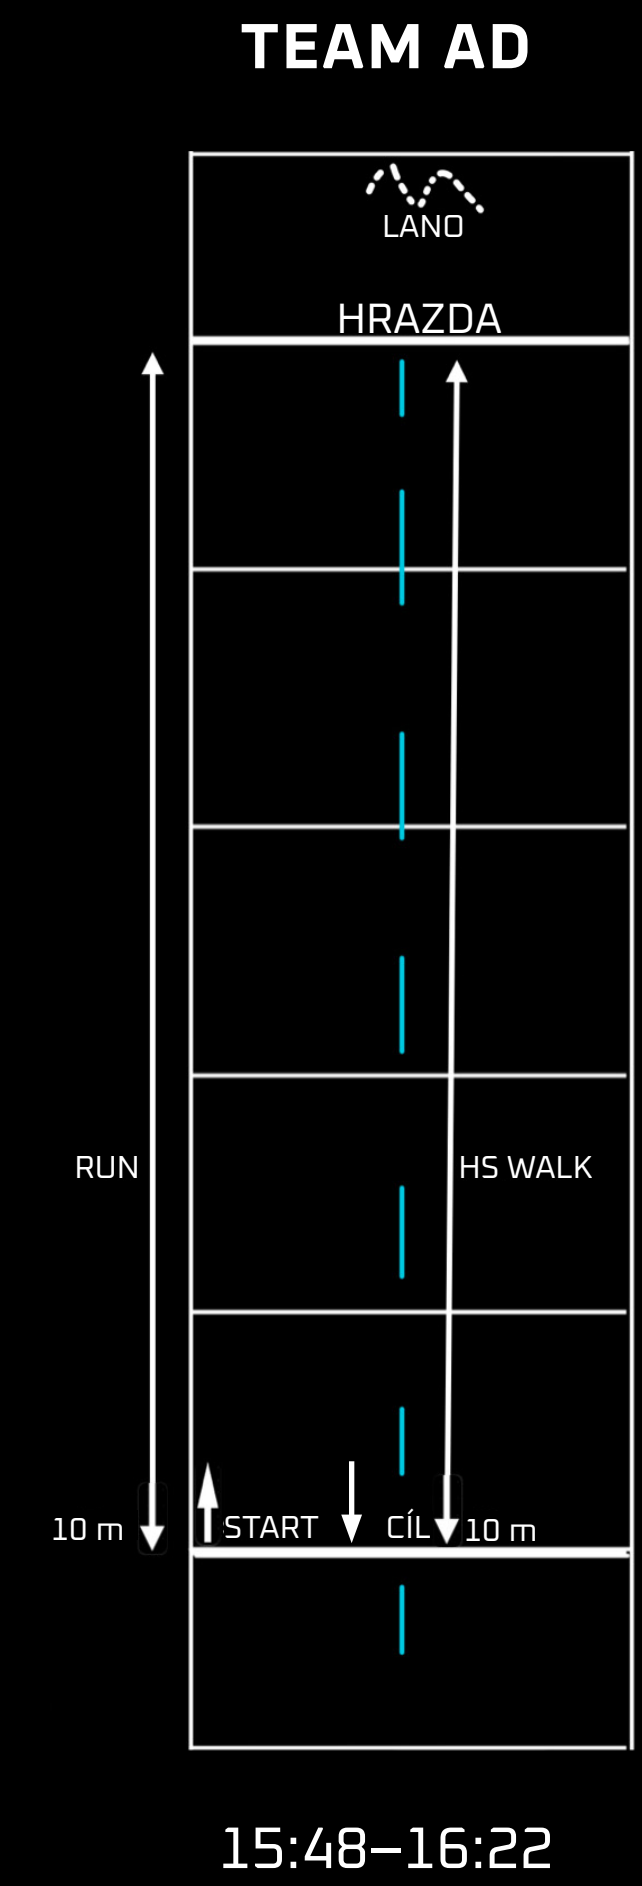 TEAM AD
LANO
HRAZDA
RUN
HS WALK
10 m
START
CÍL
10 m
15:48–16:22